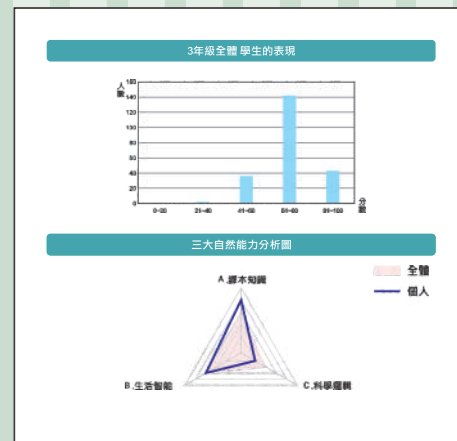 3年級全體 學生的表現
人數
160
140
120
100
80
60
40
20
0
0~20 21~40 41~60 61~80 81~100
分數
三大自然能力分析圖
全體
個人
A.課本知識
B.生活智能
C.科學邏輯